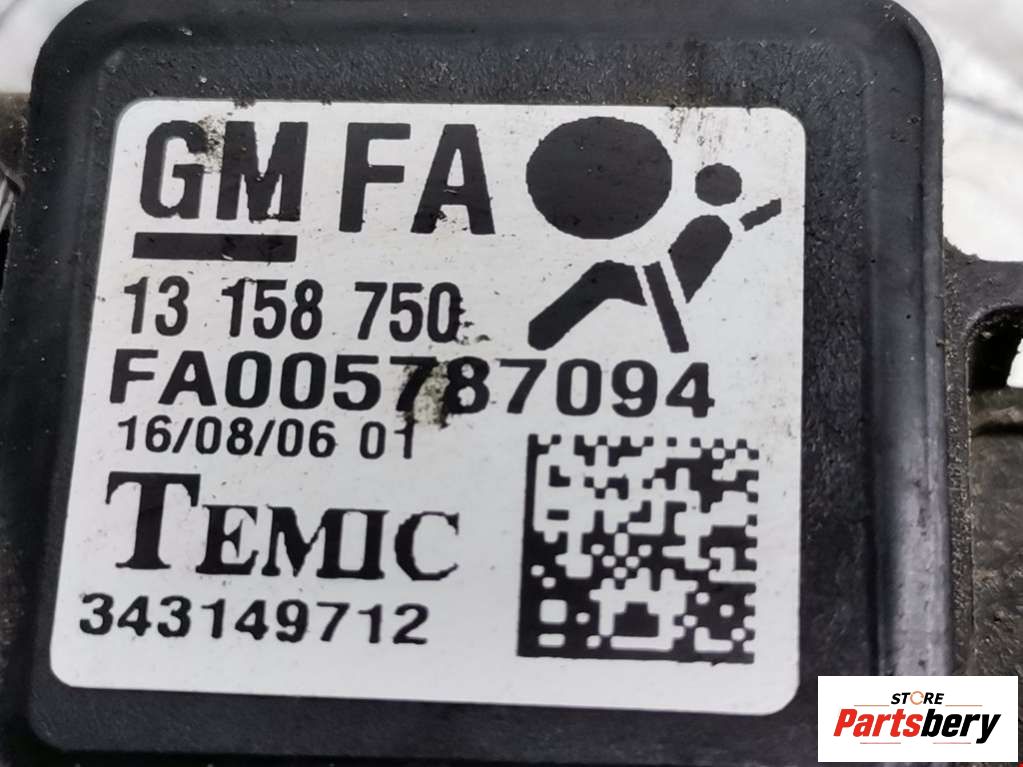 GM FA
13 158 750
FA005787094
16/08/06 01
TEMIC
343149712
STORE
Partsbery